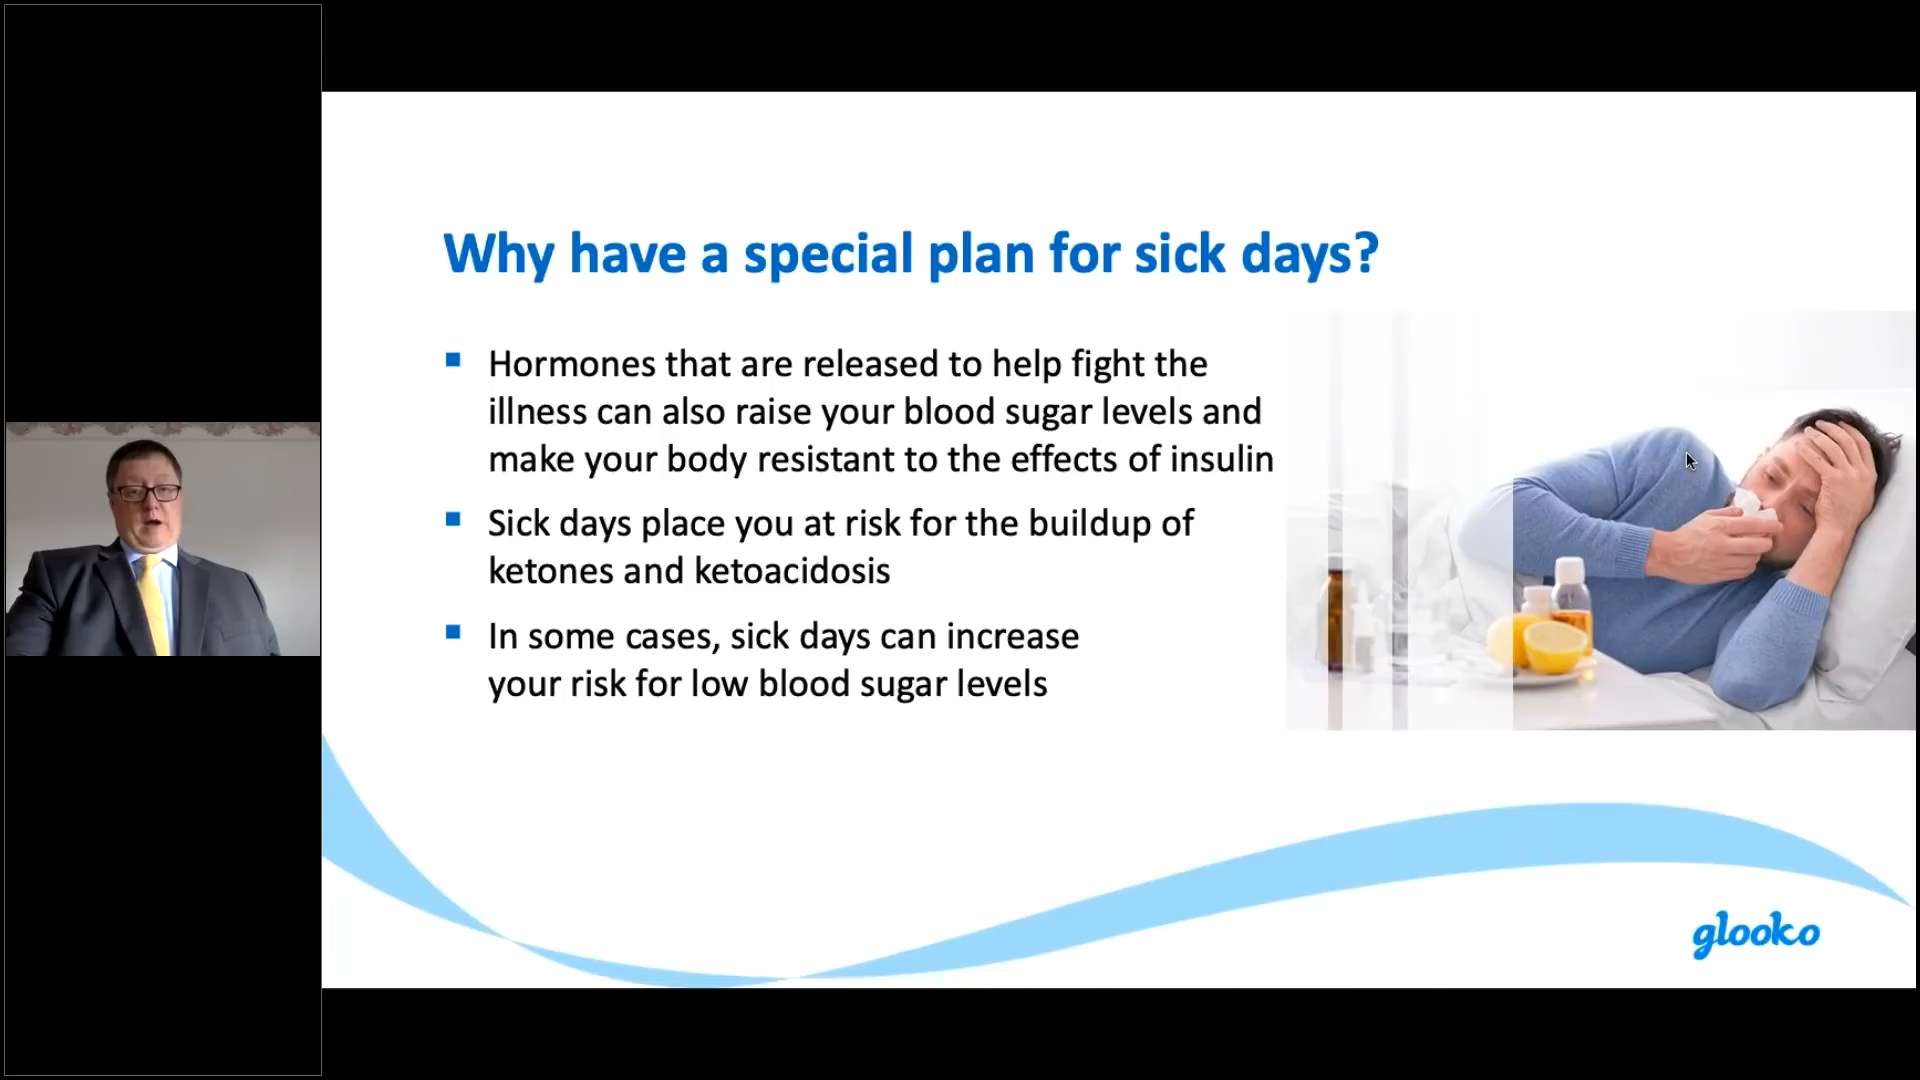 Why have a special plan for sick days?
Hormones that are released to help fight the
illness can also raise your blood sugar levels and
make your body resistant to the effects of insulin
Sick days place you at risk for the buildup of
ketones and ketoacidosis
In some cases, sick days can increase
your risk for low blood sugar levels
glooko